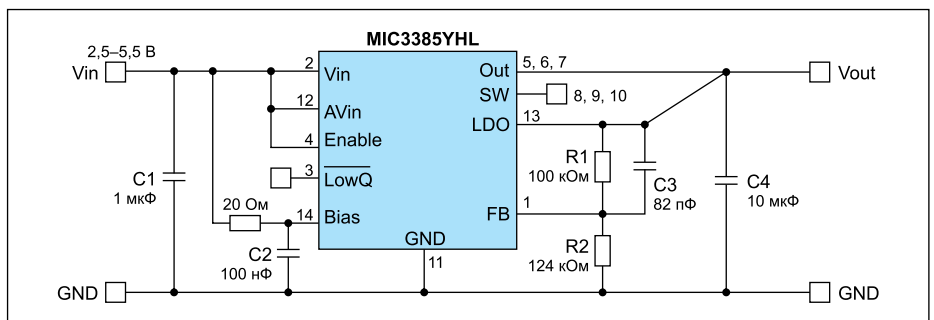 MIC3385YHL
2,5–5,5 В
Vin
2
Vin
Out
5, 6, 7
Vout
SW
8, 9, 10
12
AVin
LDO
13
4
Enable
3
LowQ
R1
100 кОм
C3
82 пФ
C4
10 мкФ
C1
1 мкФ
20 Ом
14
Bias
FB
1
C2
100 нФ
GND
11
R2
124 кОм
GND
GND